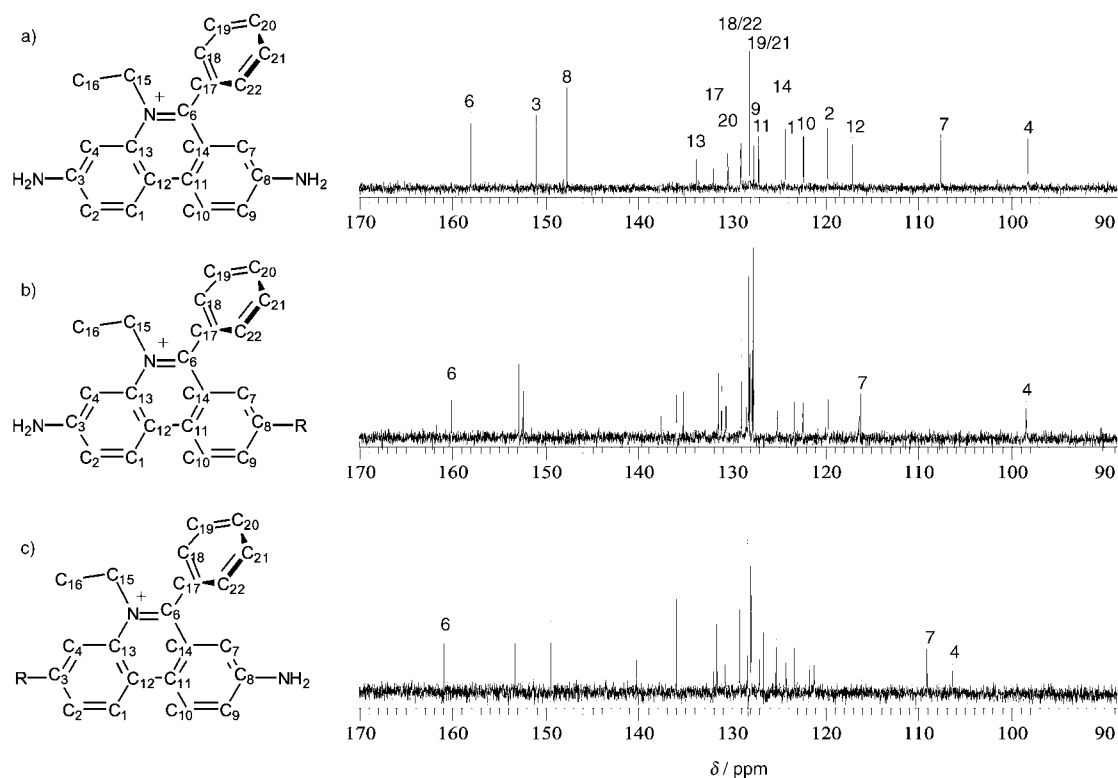 a)
C19 C20
C18 C21
C16 C15 C17 C22
+
N C6
C4 C13 C14 C7
H2N C3 C12 C11 C8 NH2
C2 C1 C10 C9
18/22
19/21
6 3 8 17 14
13 20 9 11 1 10 2 12 7 4
170 160 150 140 130 120 110 100 90
b)
C19 C20
C18 C21
C16 C15 C17 C22
+
N C6
C4 C13 C14 C7
H2N C3 C12 C11 C8 R
C2 C1 C10 C9
6 7 4
170 160 150 140 130 120 110 100 90
c)
C19 C20
C18 C21
C16 C15 C17 C22
+
N C6
C4 C13 C14 C7
R C3 C12 C11 C8 NH2
C2 C1 C10 C9
6 7 4
170 160 150 140 130 120 110 100 90
δ / ppm